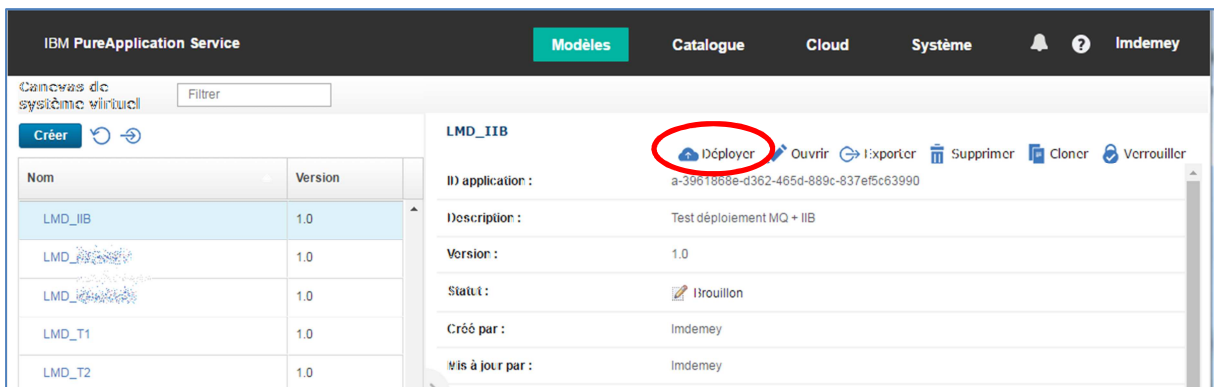 IBM PureApplication Service Modèles Catalogue Cloud Système lmdemey
Canevas de système virtuel
Filtrer
Créer
Nom Version
LMD_IIB 1.0
LMD_ 1.0
LMD_ 1.0
LMD_T1 1.0
LMD_T2 1.0
LMD_IIB
Déployer Ouvrir Exporter Supprimer Cloner Verrouiller
ID application : a-3961868e-d362-465d-889c-837ef5c63990
Description : Test déploiement MQ + IIB
Version : 1.0
Statut : Brouillon
Créé par : lmdemey
Mis à jour par : lmdemey